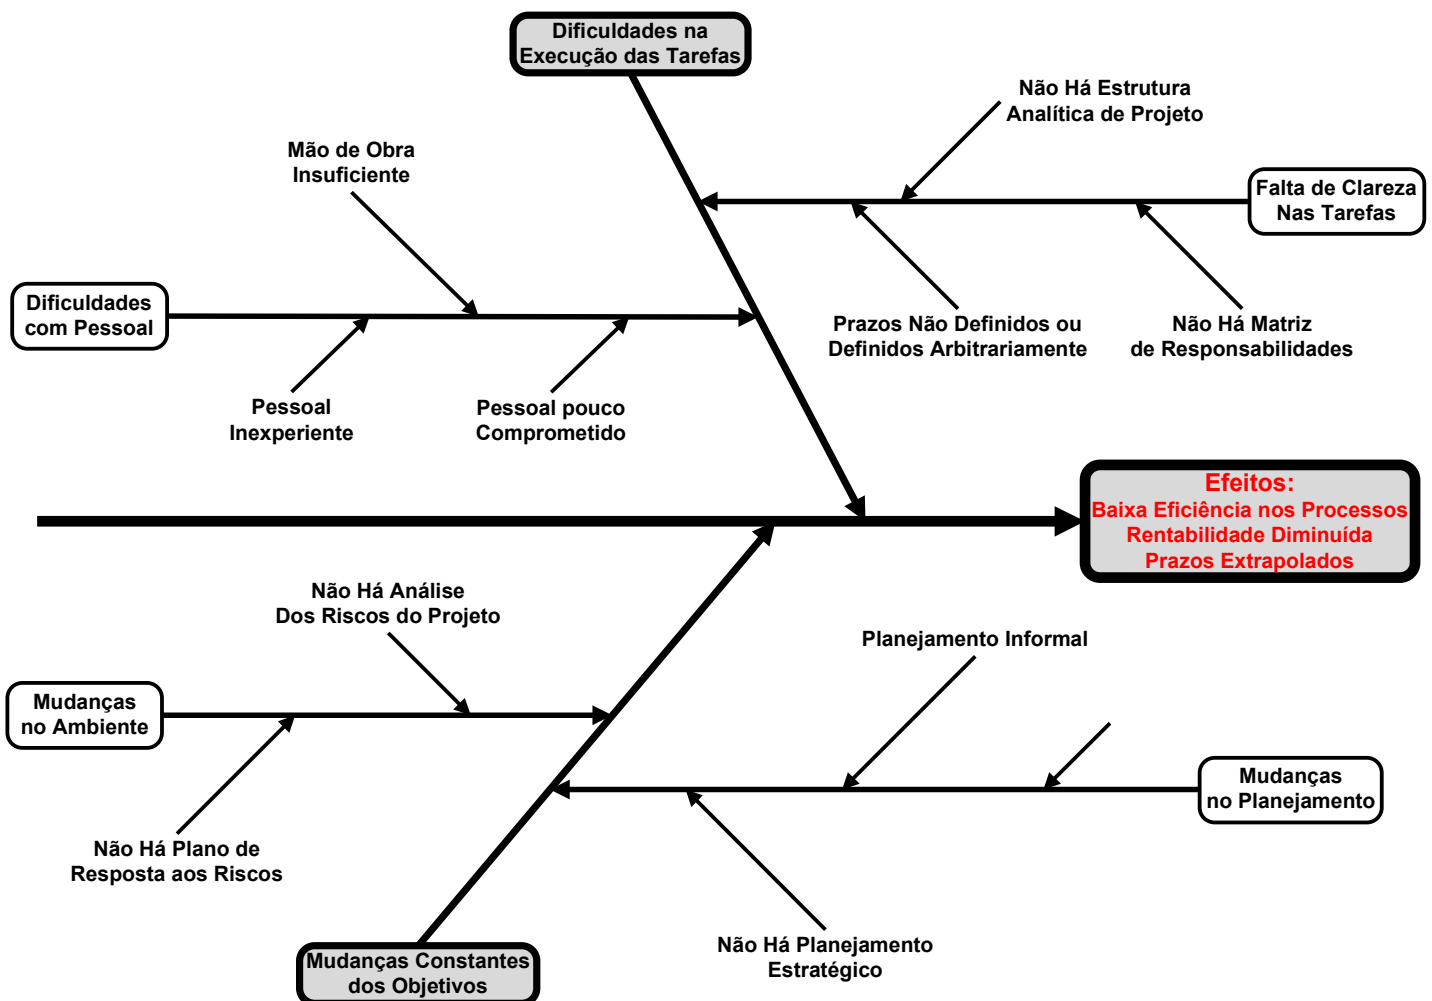 Dificuldades na
Execução das Tarefas
Não Há Estrutura
Analítica de Projeto
Mão de Obra
Insuficiente
Falta de Clareza
Nas Tarefas
Dificuldades
com Pessoal
Prazos Não Definidos ou
Definidos Arbitrariamente
Não Há Matriz
de Responsabilidades
Pessoal
Inexperiente
Pessoal pouco
Comprometido
Efeitos:
Baixa Eficiência nos Processos
Rentabilidade Diminuída
Prazos Extrapolados
Não Há Análise
Dos Riscos do Projeto
Planejamento Informal
Mudanças
no Ambiente
Mudanças
no Planejamento
Não Há Plano de
Resposta aos Riscos
Não Há Planejamento
Estratégico
Mudanças Constantes
dos Objetivos